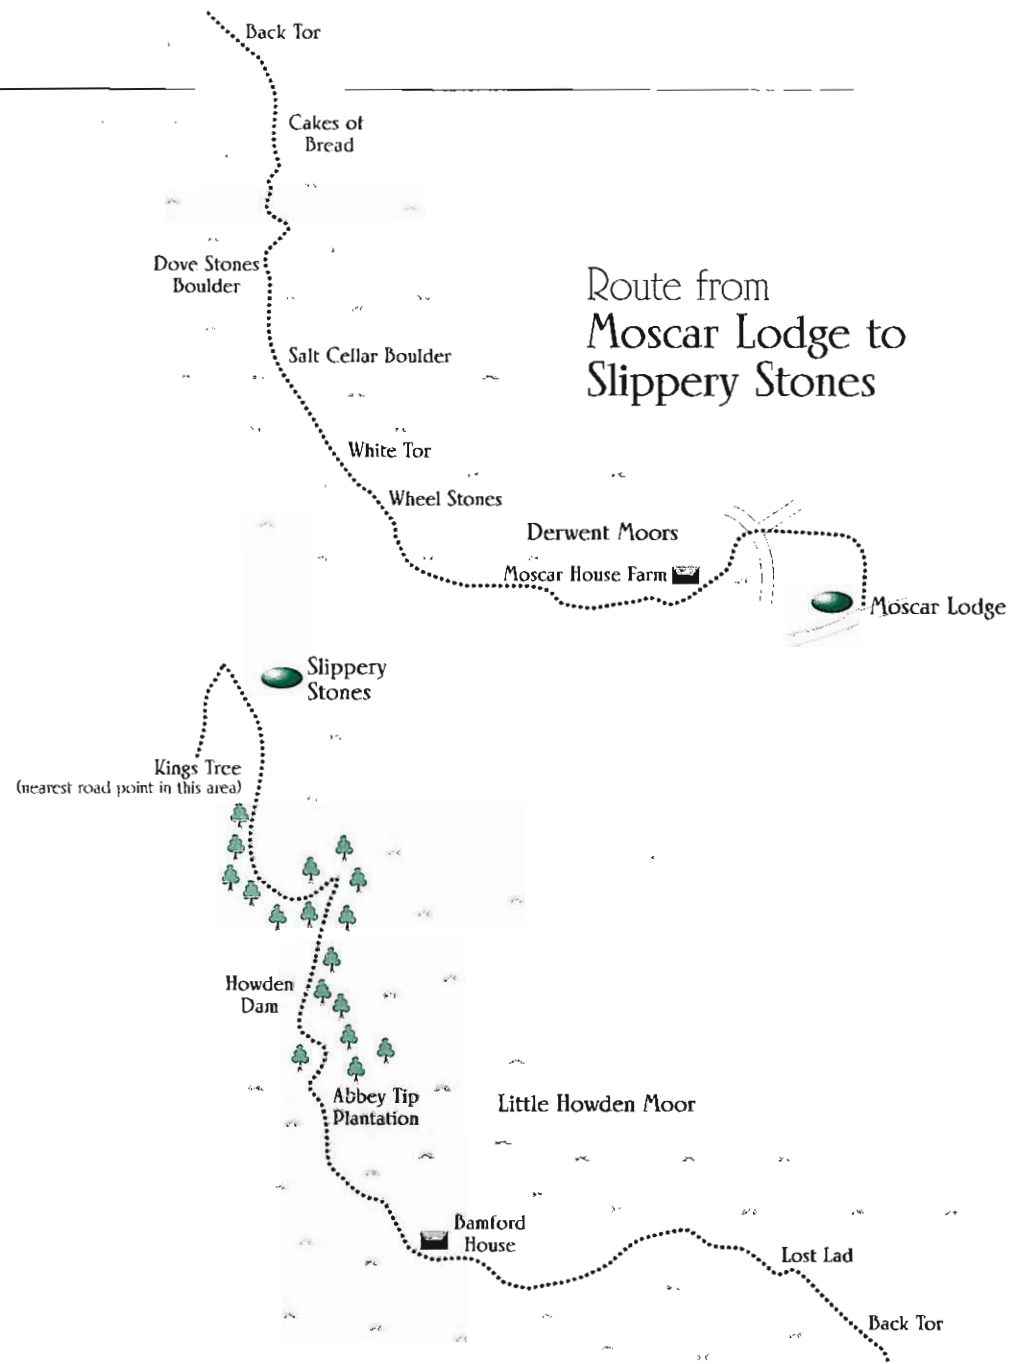 Back Tor
Cakes of
Bread
Dove Stones
Boulder
Route from
Moscar Lodge to
Slippery Stones
Salt Cellar Boulder
White Tor
Wheel Stones
Derwent Moors
Moscar House Farm
Moscar Lodge
Slippery
Stones
Kings Tree
(nearest road point in this area)
Howden
Dam
Abbey Tip
Plantation
Little Howden Moor
Bamford
House
Lost Lad
Back Tor